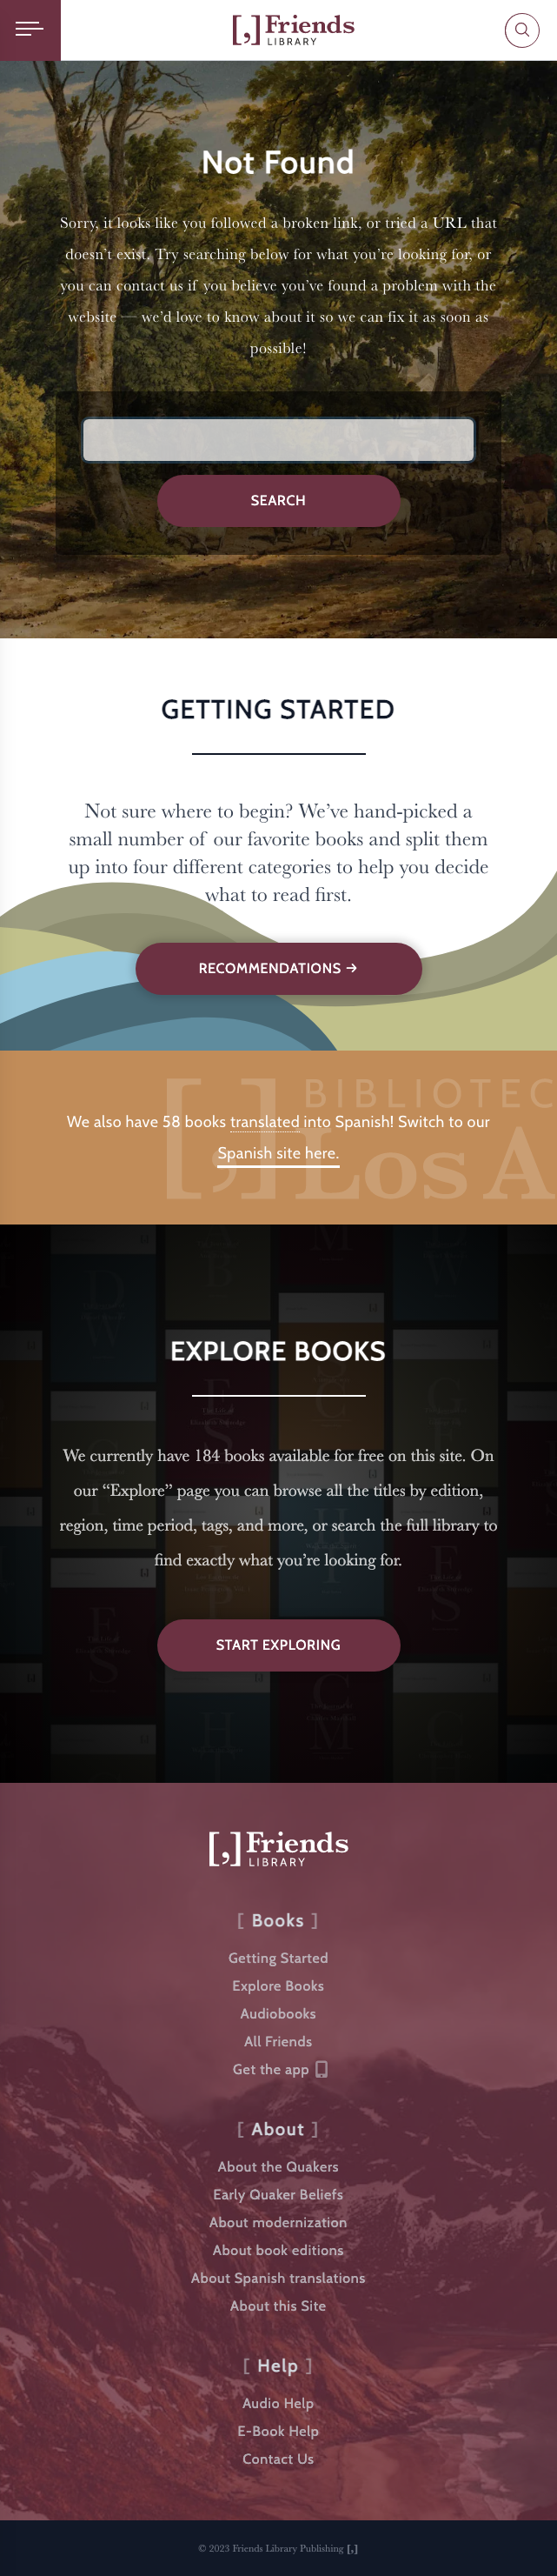 [,] Friends
LIBRARY
Not Found
Sorry, it looks like you followed a broken link, or tried a URL that
doesn’t exist. Try searching below for what you’re looking for, or
you can contact us if you believe you’ve found a problem with the
website — we’d love to know about it so we can fix it as soon as
possible!
SEARCH
GETTING STARTED
Not sure where to begin? We’ve hand-picked a
small number of our favorite books and split them
up into four different categories to help you decide
what to read first.
RECOMMENDATIONS →
BIBLIOTEC
[,] Los A
We also have 58 books translated into Spanish! Switch to our
Spanish site here.
EXPLORE BOOKS
We currently have 184 books available for free on this site. On
our “Explore” page you can browse all the titles by edition,
region, time period, tags, and more, or search the full library to
find exactly what you’re looking for.
START EXPLORING
[,] Friends
LIBRARY
[ Books ]
Getting Started
Explore Books
Audiobooks
All Friends
Get the app
[ About ]
About the Quakers
Early Quaker Beliefs
About modernization
About book editions
About Spanish translations
About this Site
[ Help ]
Audio Help
E-Book Help
Contact Us
© 2023 Friends Library Publishing [,]